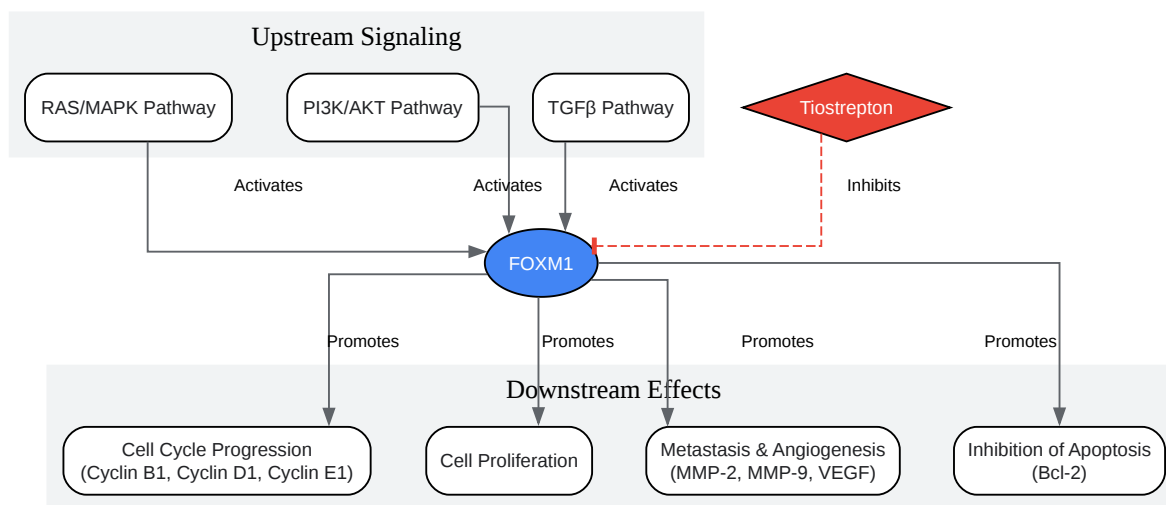 Upstream Signaling
RAS/MAPK Pathway
PI3K/AKT Pathway
TGFβ Pathway
Tiostrepton
Activates
Activates
Activates
Inhibits
FOXM1
Promotes
Promotes
Promotes
Promotes
Downstream Effects
Cell Cycle Progression
(Cyclin B1, Cyclin D1, Cyclin E1)
Cell Proliferation
Metastasis & Angiogenesis
(MMP-2, MMP-9, VEGF)
Inhibition of Apoptosis
(Bcl-2)